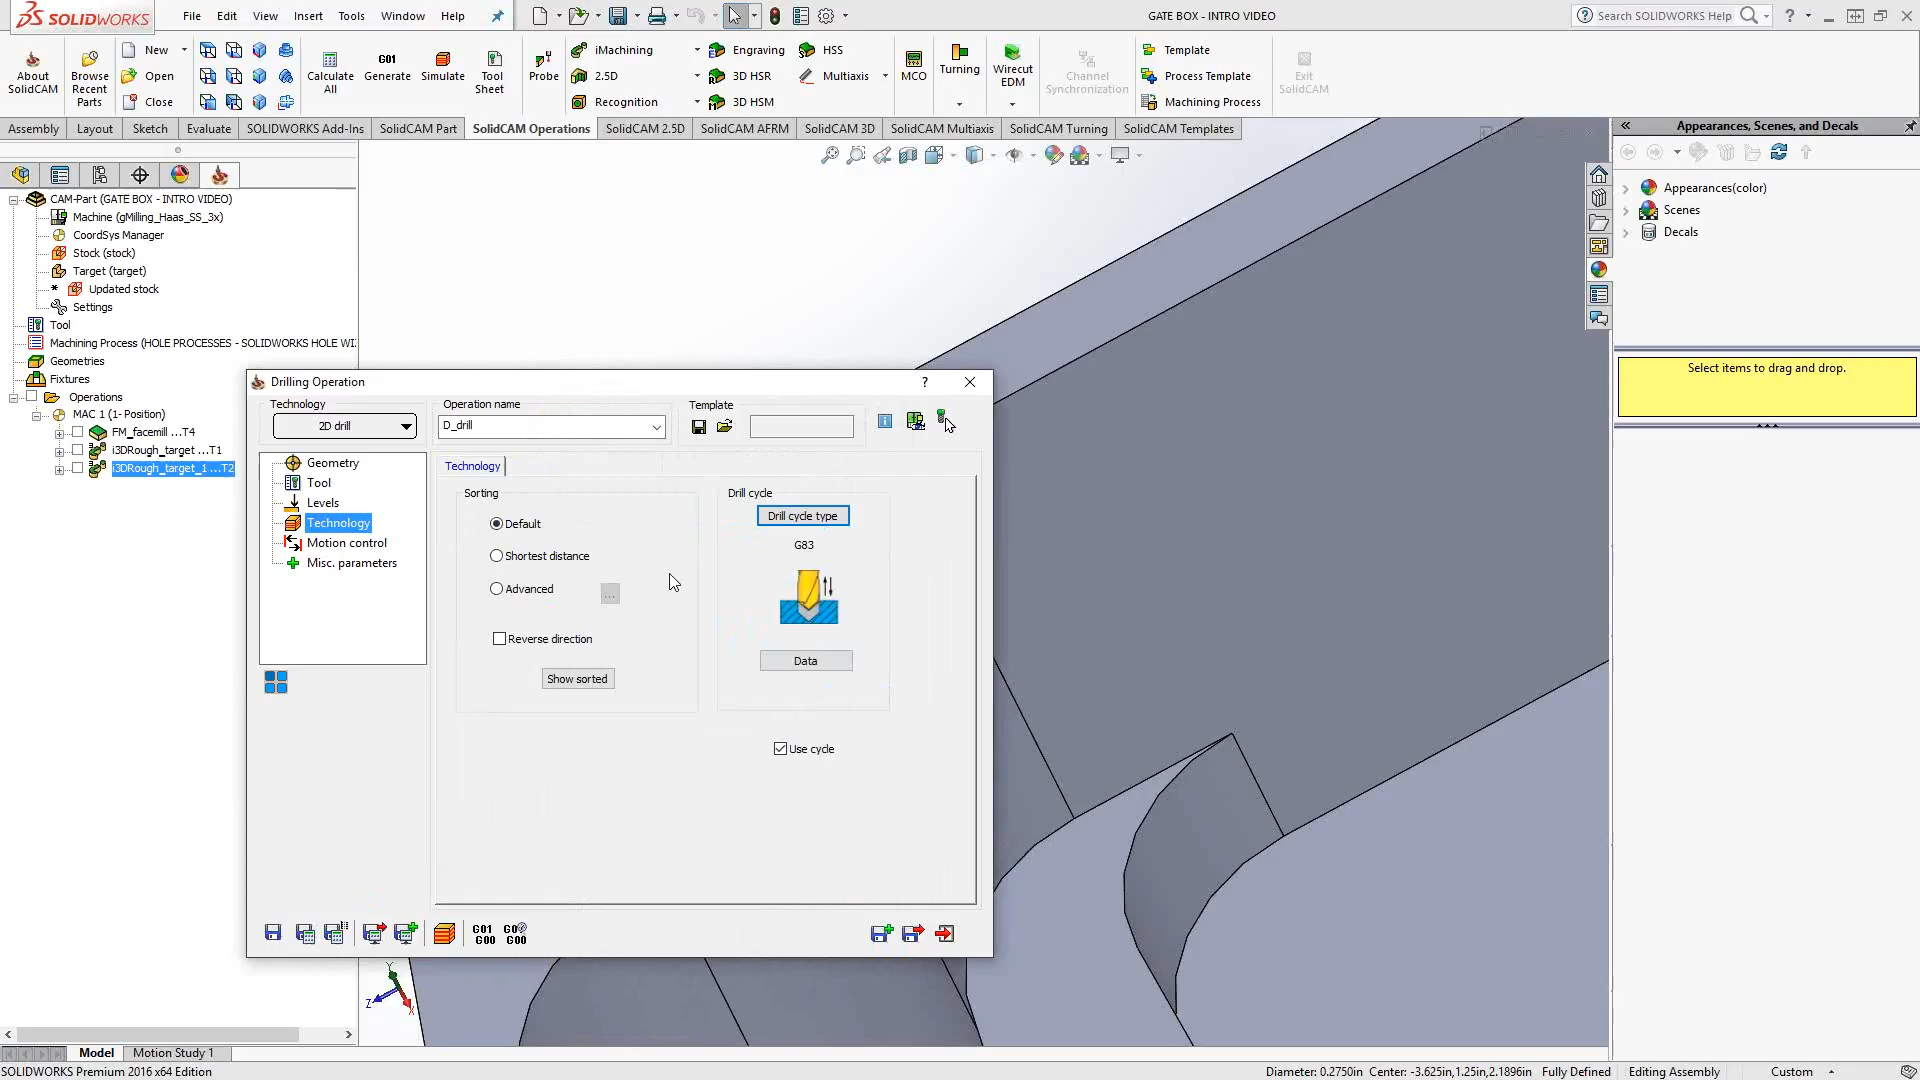 SOLIDWORKS
File Edit View Insert Tools Window Help
GATE BOX - INTRO VIDEO
Search SOLIDWORKS Help
About SolidCAM
Browse Recent Parts
New
Open
Close
Calculate All
G01
Generate
Simulate
Tool Sheet
Probe
iMachining
2.5D
Recognition
Engraving
3D HSR
3D HSM
HSS
Multiaxis
MCO
Turning
Wirecut EDM
Channel Synchronization
Template
Process Template
Machining Process
Exit SolidCAM
Assembly Layout Sketch Evaluate SOLIDWORKS Add-Ins SolidCAM Part SolidCAM Operations SolidCAM 2.5D SolidCAM AFRM SolidCAM 3D SolidCAM Multiaxis SolidCAM Turning SolidCAM Templates
Appearances, Scenes, and Decals
Appearances(color)
Scenes
Decals
Select items to drag and drop.
CAM-Part (GATE BOX - INTRO VIDEO)
Machine (gMilling_Haas_SS_3x)
CoordSys Manager
Stock (stock)
Target (target)
* Updated stock
Settings
Tool
Machining Process (HOLE PROCESSES - SOLIDWORKS HOLE WI
Geometries
Fixtures
Operations
MAC 1 (1- Position)
FM_facemill ...T4
i3DRough_target ...T1
i3DRough_target_1 ...T2
Drilling Operation
?
Technology
2D drill
Operation name
D_drill
Template
Geometry
Tool
Levels
Technology
Motion control
Misc. parameters
Technology
Sorting
Default
Shortest distance
Advanced
...
Reverse direction
Show sorted
Drill cycle
Drill cycle type
G83
Data
Use cycle
G01 G00
G0 G00
Y
Z
X
Model Motion Study 1
SOLIDWORKS Premium 2016 x64 Edition
Diameter: 0.2750in Center: -3.625in,1.25in,2.1896in Fully Defined Editing Assembly Custom